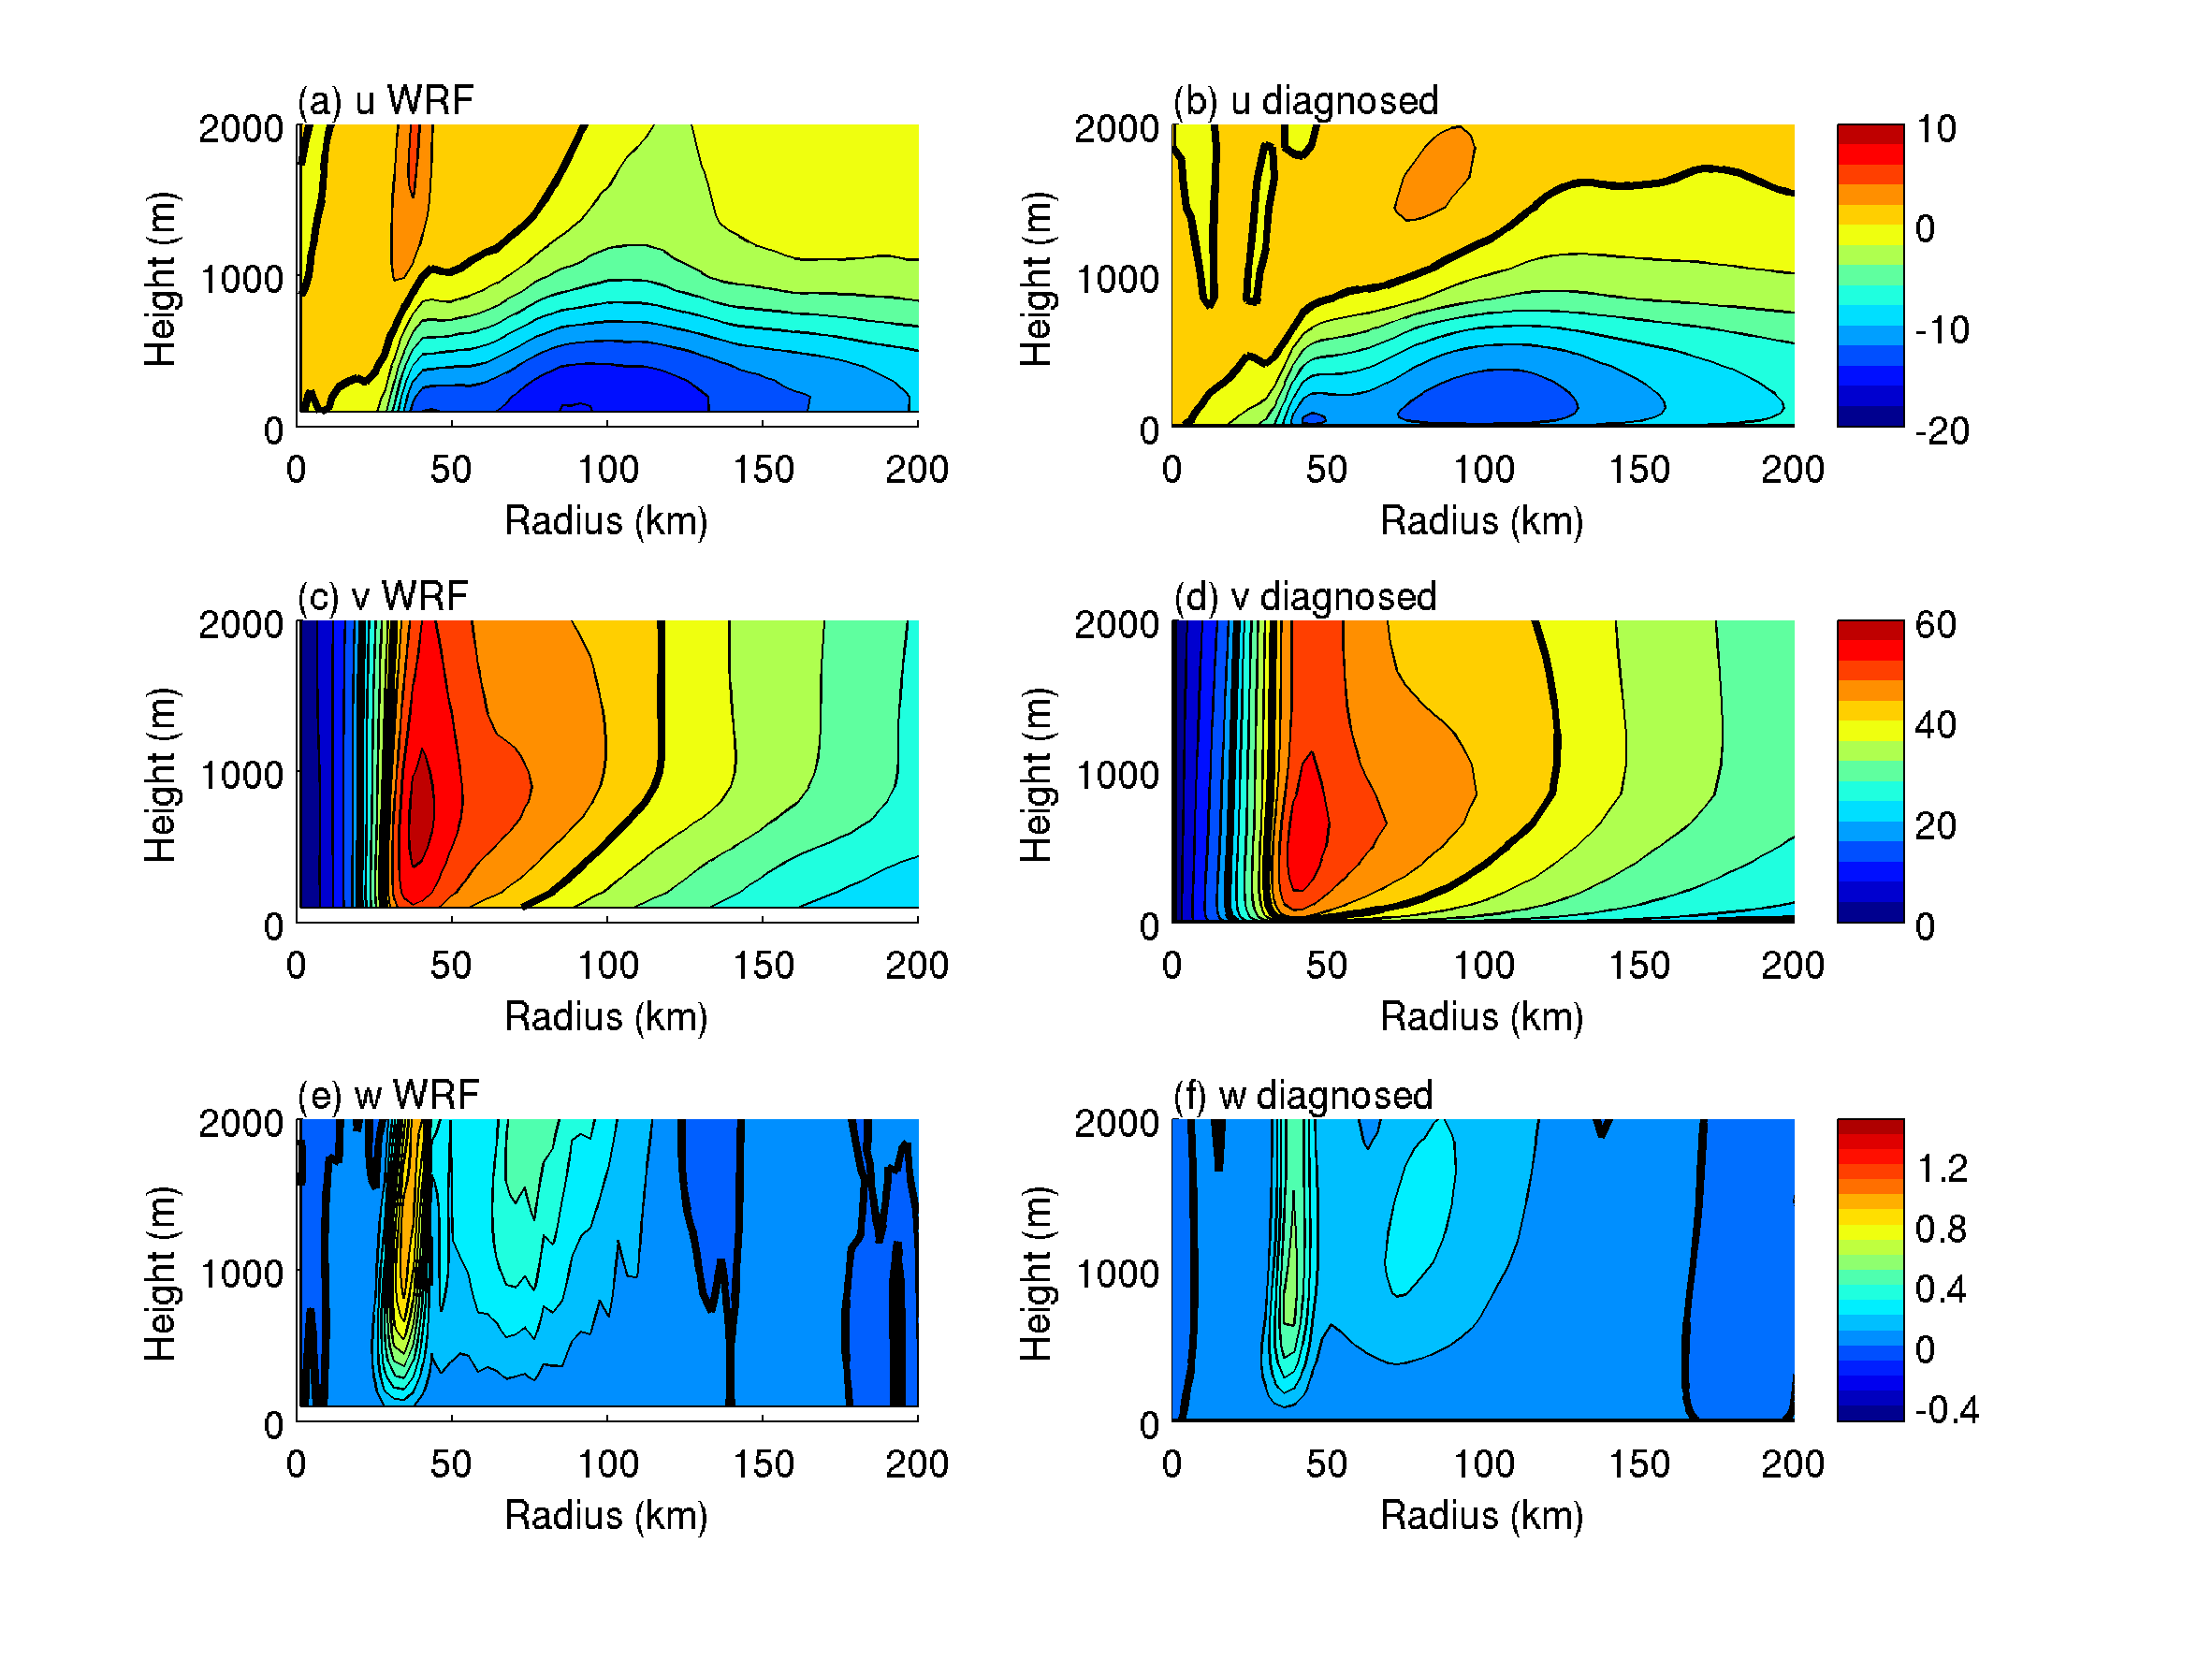 (a) u WRF
(b) u diagnosed
2000
1000
0
Height (m)
0 50 100 150 200
Radius (km)
2000
1000
0
Height (m)
0 50 100 150 200
Radius (km)
10
0
-10
-20
(c) v WRF
(d) v diagnosed
2000
1000
0
Height (m)
0 50 100 150 200
Radius (km)
2000
1000
0
Height (m)
0 50 100 150 200
Radius (km)
60
40
20
0
(e) w WRF
(f) w diagnosed
2000
1000
0
Height (m)
0 50 100 150 200
Radius (km)
2000
1000
0
Height (m)
0 50 100 150 200
Radius (km)
1.2
0.8
0.4
0
-0.4